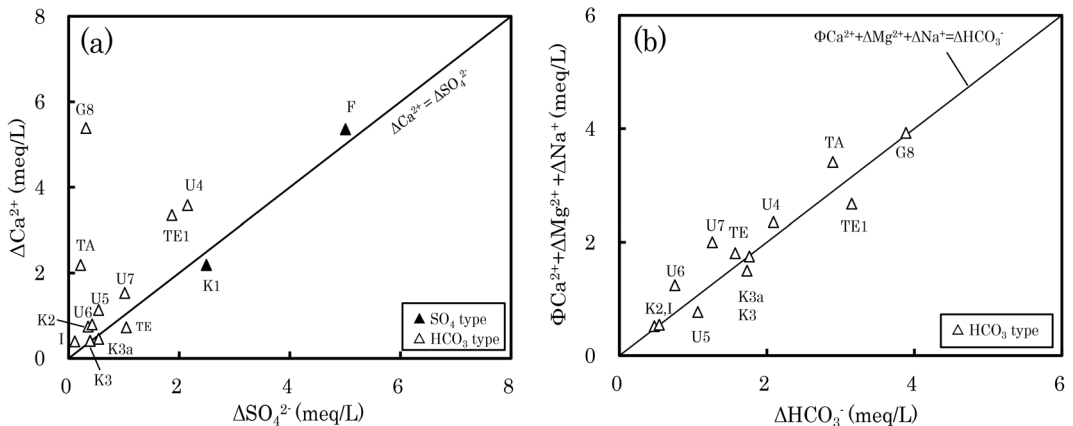 (a)
8
6
4
2
0
0
2
4
6
8
ΔCa²⁺ (meq/L)
ΔSO₄²⁻ (meq/L)
ΔCa²⁺ = ΔSO₄²⁻
G8
F
U4
TE1
TA
K1
U7
U5
U6
K2
TE
I
K3a
K3
▲ SO₄ type
△ HCO₃ type
(b)
6
4
2
0
0
2
4
6
ΦCa²⁺+ΔMg²⁺+ΔNa⁺ (meq/L)
ΔHCO₃⁻ (meq/L)
ΦCa²⁺+ΔMg²⁺+ΔNa⁺=ΔHCO₃⁻
TA
G8
U4
TE1
U7
TE
U6
K3a
K3
K2,I
U5
△ HCO₃ type